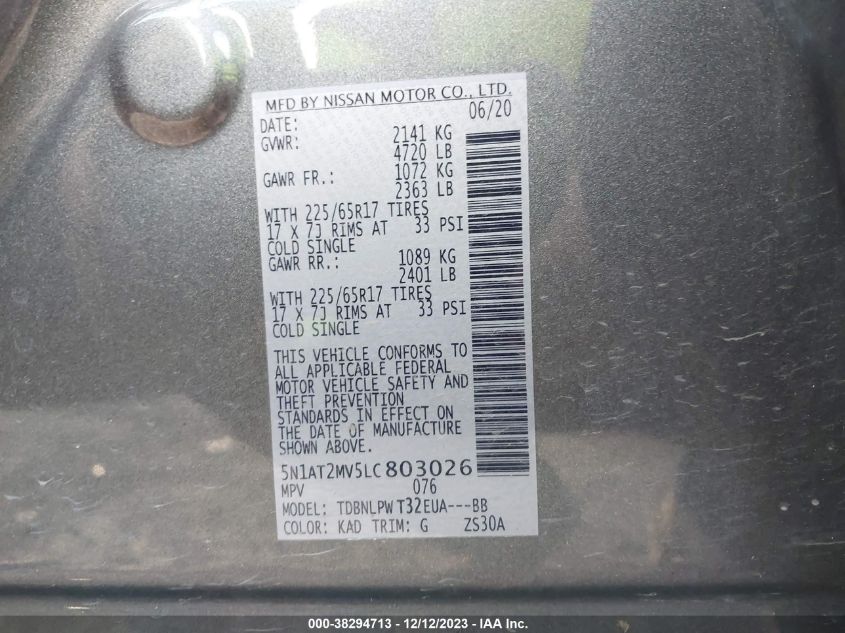 MFD BY NISSAN MOTOR CO., LTD.
DATE: 06/20
GVWR: 2141 KG
4720 LB
GAWR FR.: 1072 KG
2363 LB
WITH 225/65R17 TIRES
17 X 7J RIMS AT 33 PSI
COLD SINGLE
GAWR RR.: 1089 KG
2401 LB
WITH 225/65R17 TIRES
17 X 7J RIMS AT 33 PSI
COLD SINGLE
THIS VEHICLE CONFORMS TO
ALL APPLICABLE FEDERAL
MOTOR VEHICLE SAFETY AND
THEFT PREVENTION
STANDARDS IN EFFECT ON
THE DATE OF MANUFACTURE
SHOWN ABOVE.
5N1AT2MV5LC803026
MPV 076
MODEL: TDBNLPW T32EUA---BB
COLOR: KAD TRIM: G ZS30A
000-38294713 - 12/12/2023 - IAA Inc.